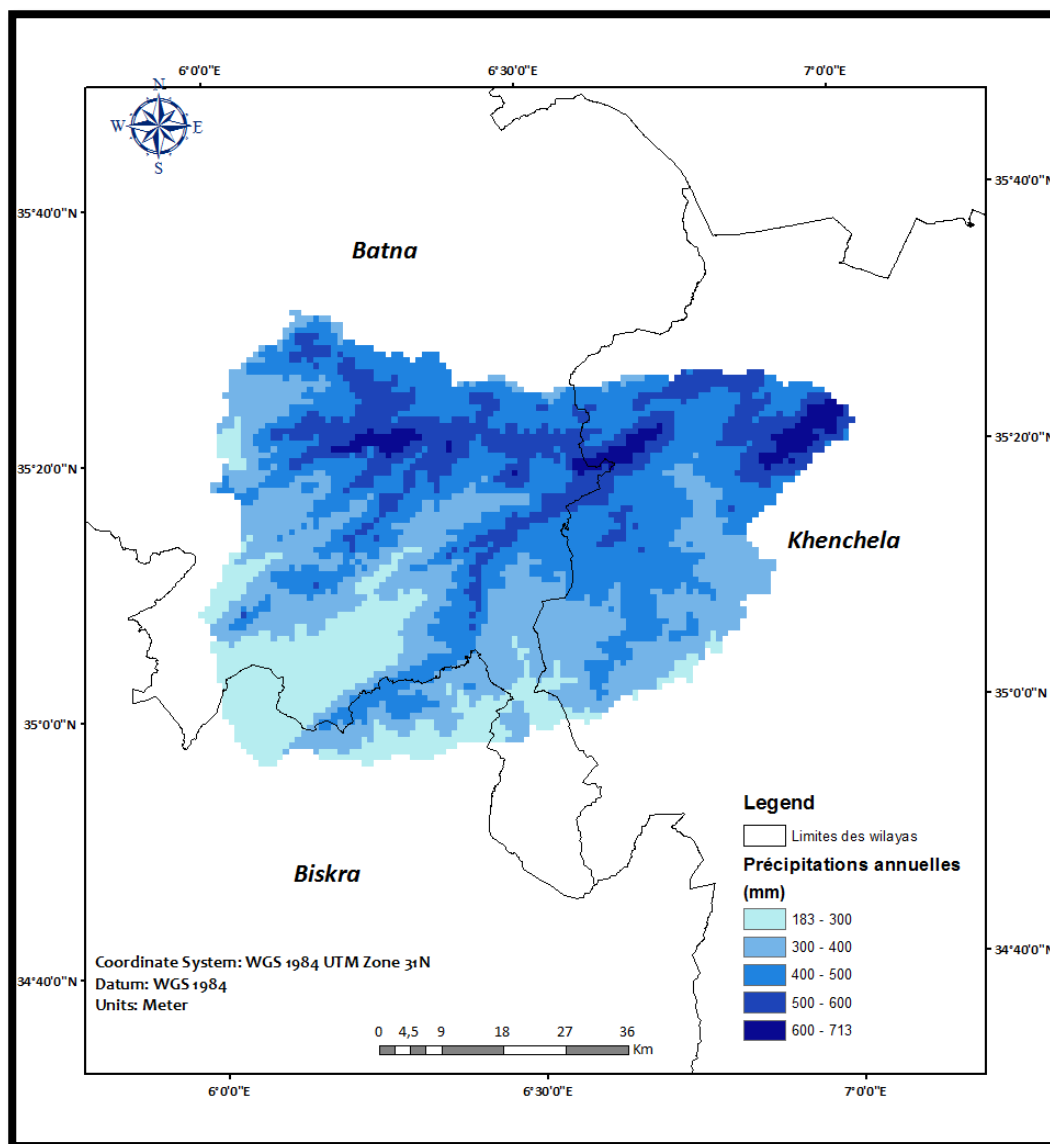 6°0'0"E 6°30'0"E 7°0'0"E
N
W E
S
35°40'0"N
35°40'0"N
Batna
35°20'0"N
35°20'0"N
Khenchela
35°0'0"N
35°0'0"N
Legend
Limites des wilayas
Précipitations annuelles
(mm)
183 - 300
300 - 400
400 - 500
500 - 600
600 - 713
Biskra
Coordinate System: WGS 1984 UTM Zone 31N
Datum: WGS 1984
Units: Meter
34°40'0"N
34°40'0"N
0 4,5 9 18 27 36
Km
6°0'0"E 6°30'0"E 7°0'0"E